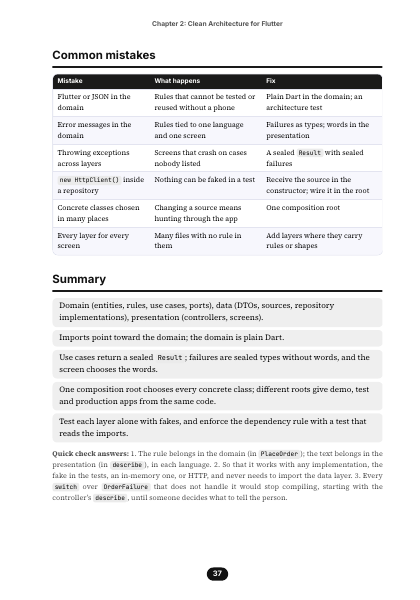 Chapter 2: Clean Architecture for Flutter
Common mistakes
Mistake What happens Fix
Flutter or JSON in the domain Rules that cannot be tested or reused without a phone Plain Dart in the domain; an architecture test
Error messages in the domain Rules tied to one language and one screen Failures as types; words in the presentation
Throwing exceptions across layers Screens that crash on cases nobody listed A sealed Result with sealed failures
new HttpClient() inside a repository Nothing can be faked in a test Receive the source in the constructor; wire it in the root
Concrete classes chosen in many places Changing a source means hunting through the app One composition root
Every layer for every screen Many files with no rule in them Add layers where they carry rules or shapes
Summary
Domain (entities, rules, use cases, ports), data (DTOs, sources, repository
implementations), presentation (controllers, screens).
Imports point toward the domain; the domain is plain Dart.
Use cases return a sealed Result; failures are sealed types without words, and the
screen chooses the words.
One composition root chooses every concrete class; different roots give demo, test
and production apps from the same code.
Test each layer alone with fakes, and enforce the dependency rule with a test that
reads the imports.
Quick check answers: 1. The rule belongs in the domain (in PlaceOrder); the text belongs in the
presentation (in describe), in each language. 2. So that it works with any implementation, the
fake in the tests, an in-memory one, or HTTP, and never needs to import the data layer. 3. Every
switch over OrderFailure that does not handle it would stop compiling, starting with the
controller's describe, until someone decides what to tell the person.
37